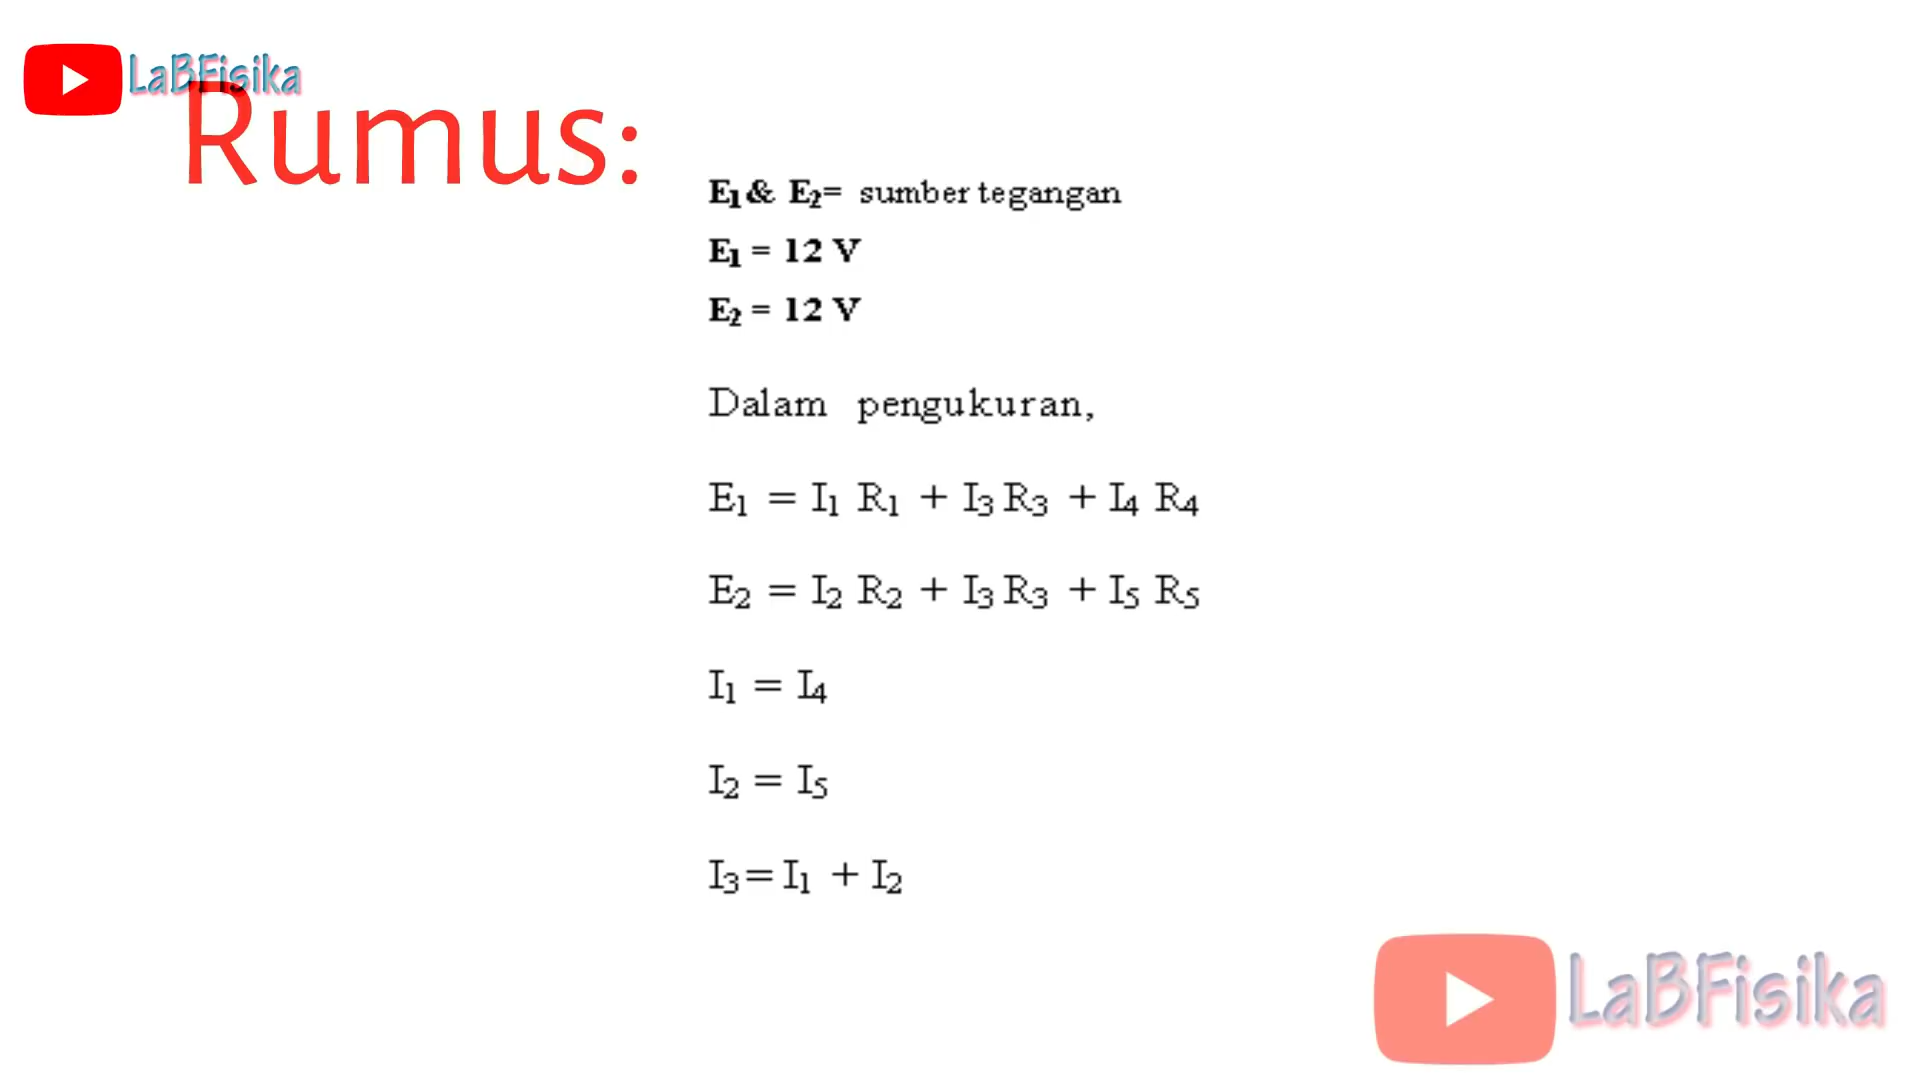 LaBFisika
Rumus:
E₁ & E₂= sumber tegangan
E₁ = 12 V
E₂ = 12 V
Dalam pengukuran,
E₁ = I₁ R₁ + I₃ R₃ + I₄ R₄
E₂ = I₂ R₂ + I₃ R₃ + I₅ R₅
I₁ = I₄
I₂ = I₅
I₃= I₁ + I₂
LaBFisika